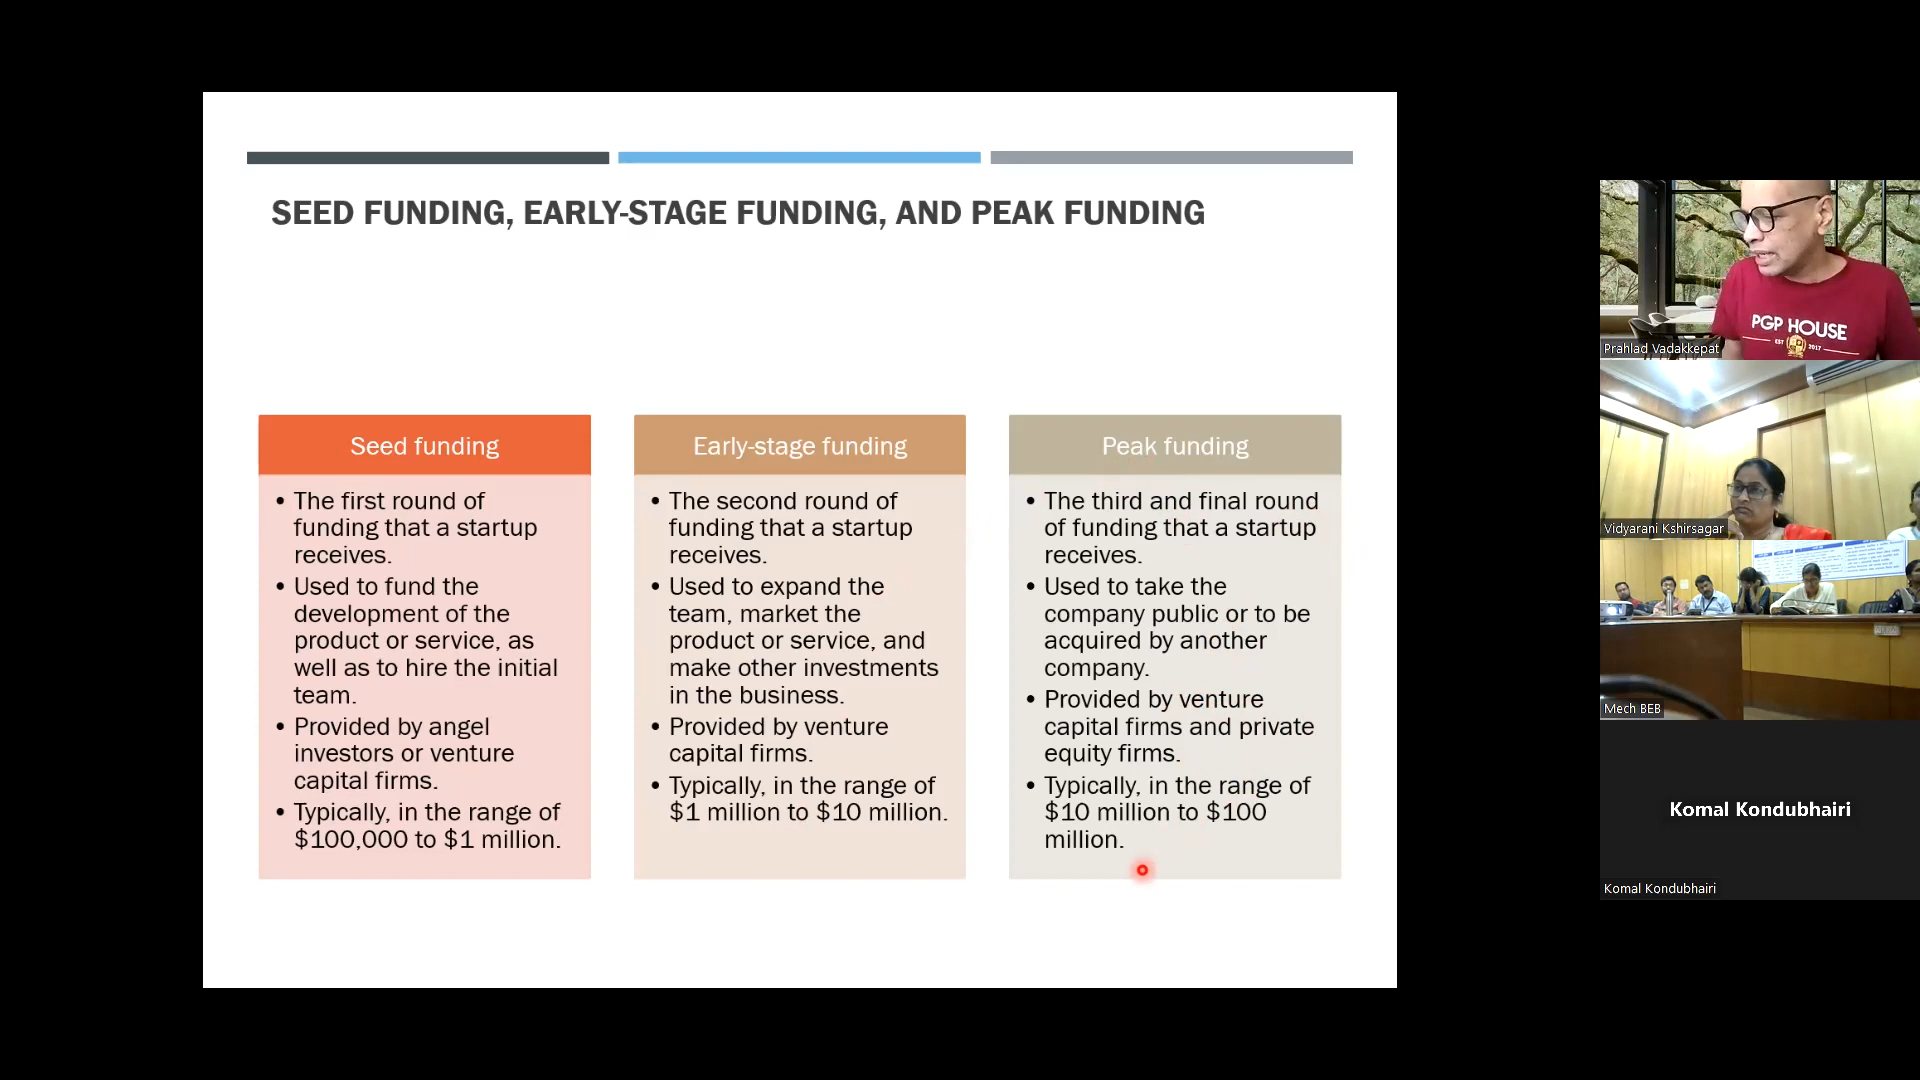 SEED FUNDING, EARLY-STAGE FUNDING, AND PEAK FUNDING
Seed funding
• The first round of
funding that a startup
receives.
• Used to fund the
development of the
product or service, as
well as to hire the initial
team.
• Provided by angel
investors or venture
capital firms.
• Typically, in the range of
$100,000 to $1 million.
Early-stage funding
• The second round of
funding that a startup
receives.
• Used to expand the
team, market the
product or service, and
make other investments
in the business.
• Provided by venture
capital firms.
• Typically, in the range of
$1 million to $10 million.
Peak funding
• The third and final round
of funding that a startup
receives.
• Used to take the
company public or to be
acquired by another
company.
• Provided by venture
capital firms and private
equity firms.
• Typically, in the range of
$10 million to $100
million.
PGP HOUSE
EST 2017
Prahlad Vadakkepat
Vidyarani Kshirsagar
Mech BEB
Komal Kondubhairi
Komal Kondubhairi